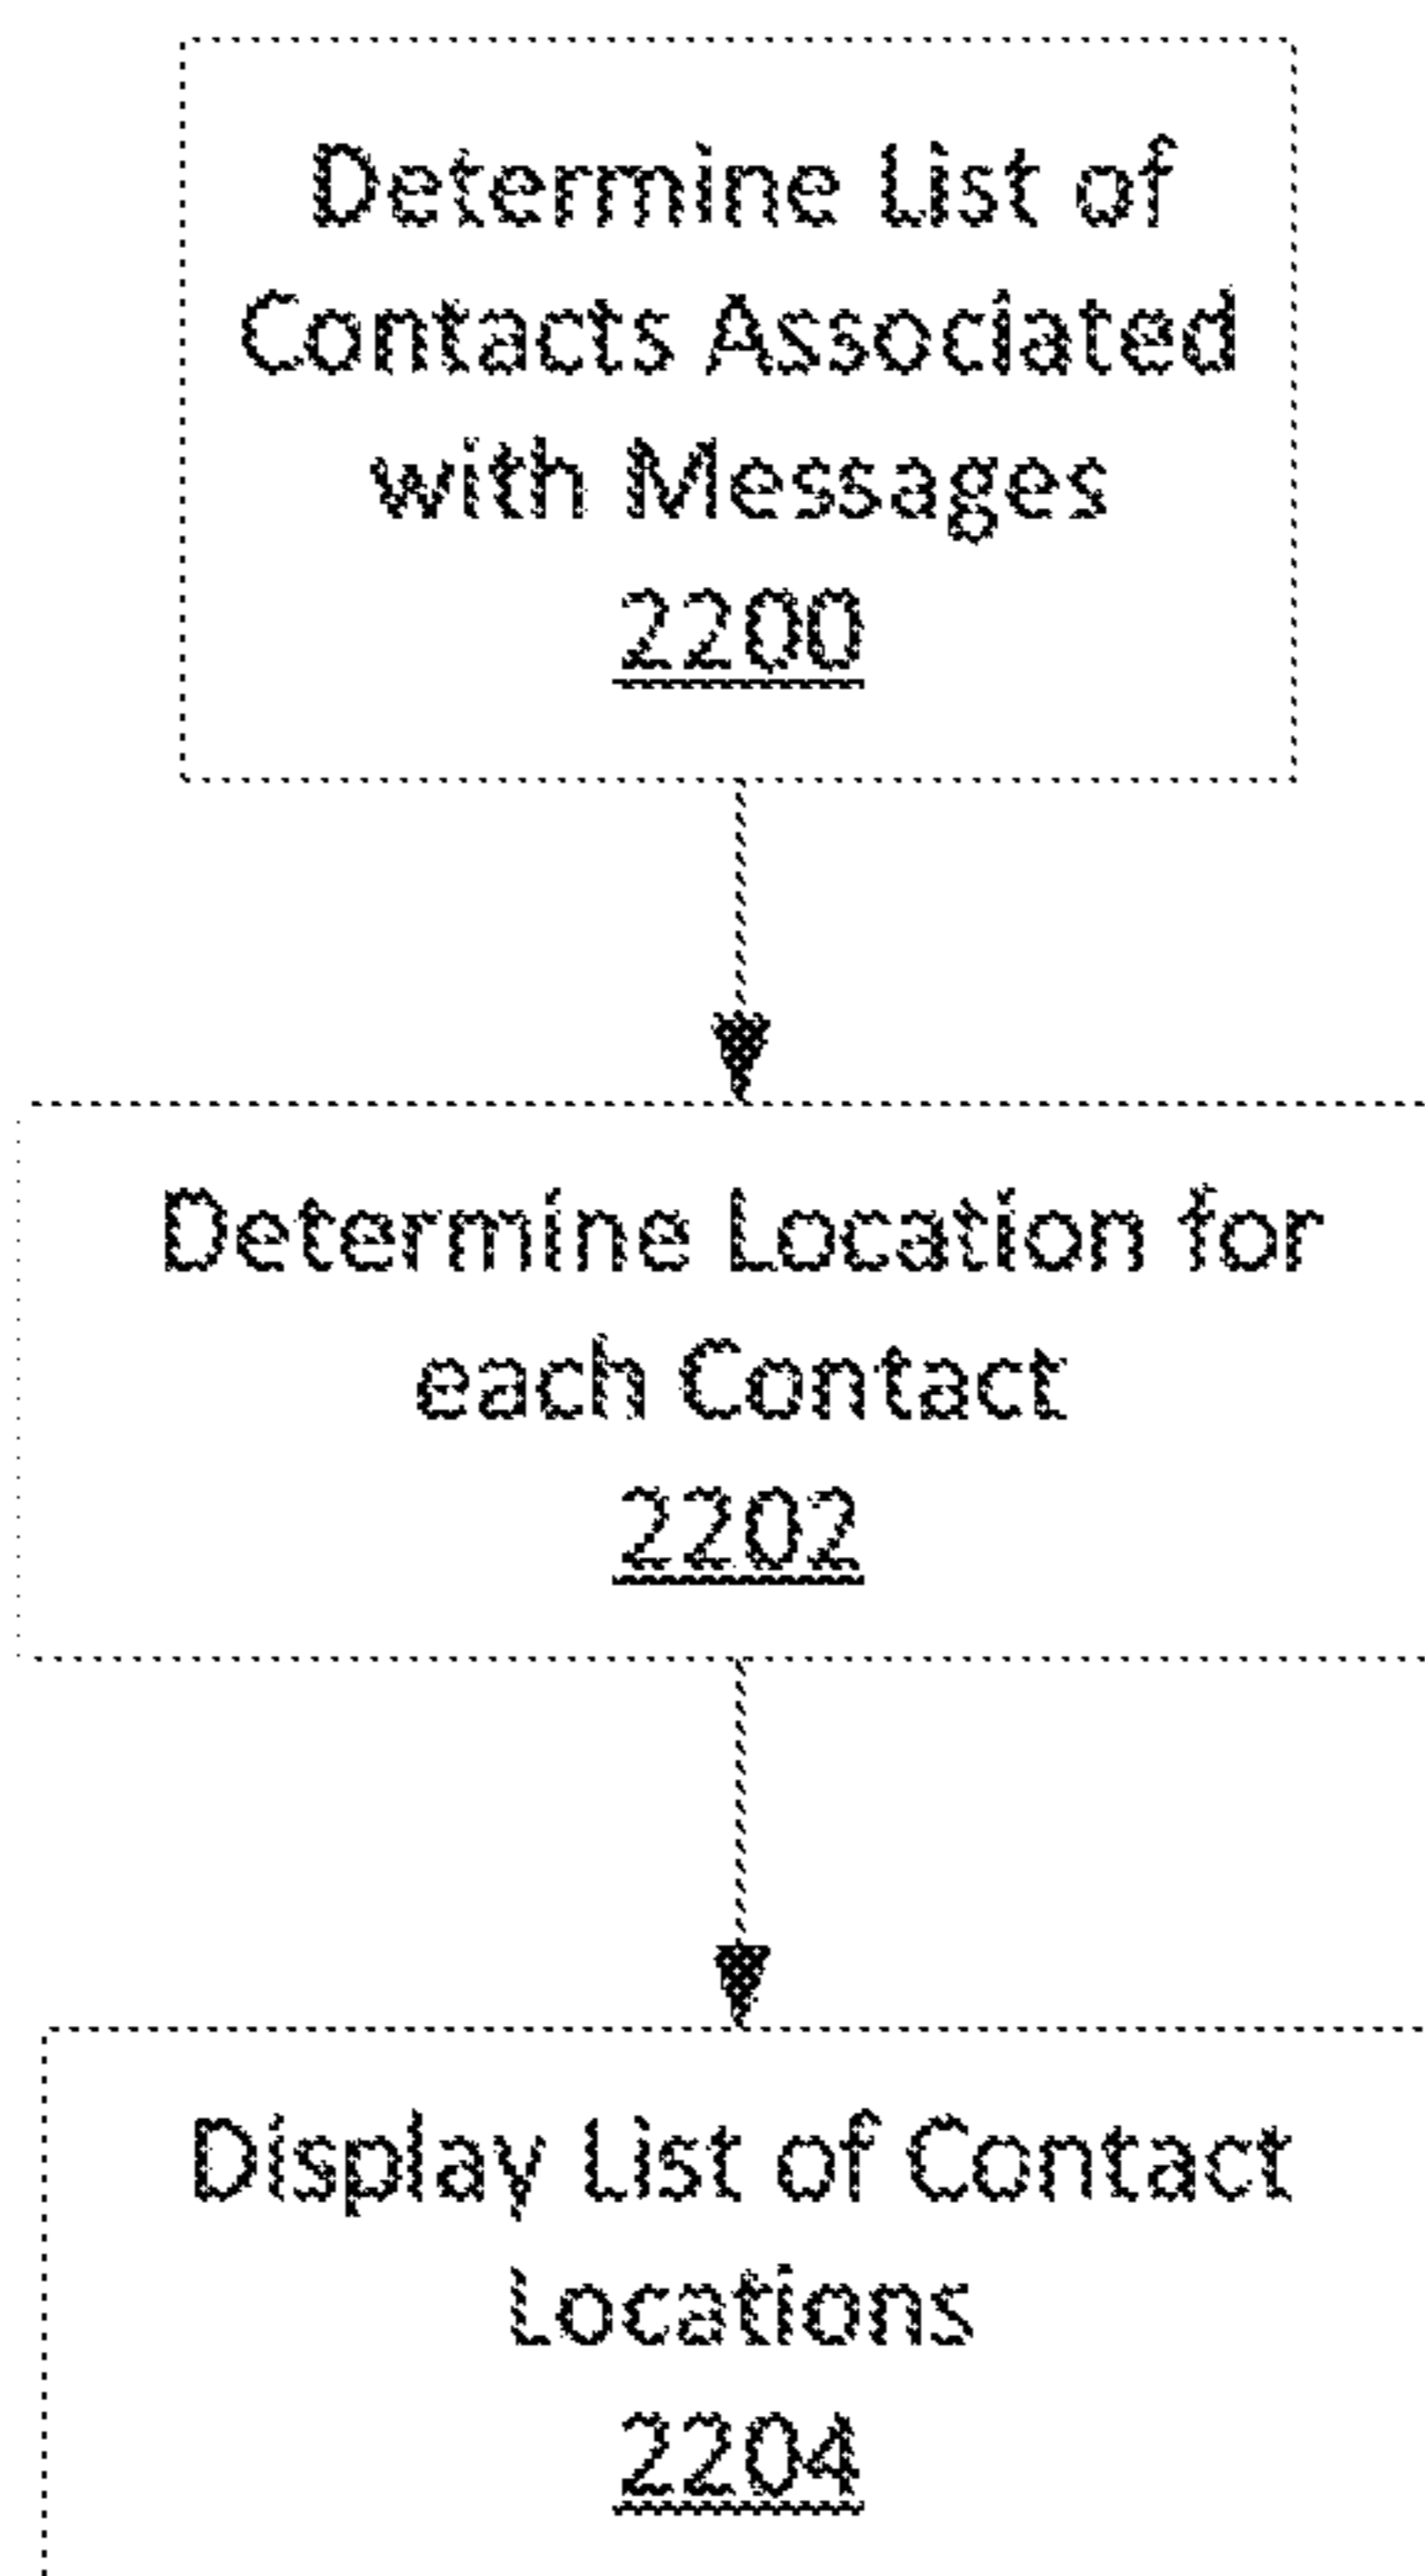 Determine List of
Contacts Associated
with Messages
2200
Determine Location for
each Contact
2202
Display List of Contact
Locations
2204